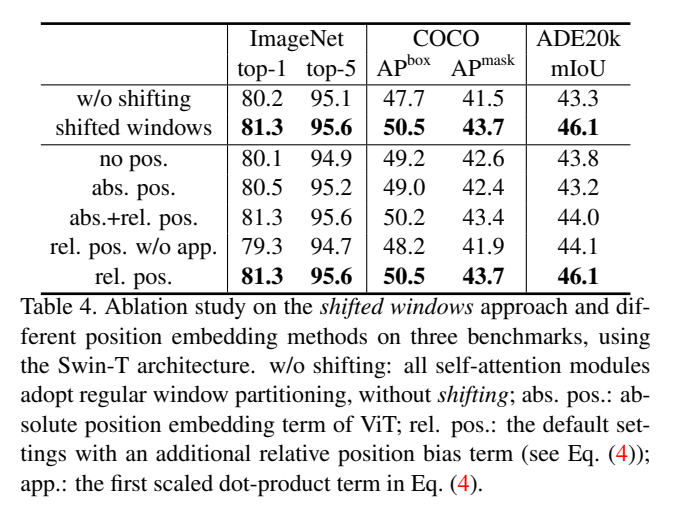 ImageNet COCO ADE20k
top-1 top-5 AP^box AP^mask mIoU
w/o shifting 80.2 95.1 47.7 41.5 43.3
shifted windows 81.3 95.6 50.5 43.7 46.1
no pos. 80.1 94.9 49.2 42.6 43.8
abs. pos. 80.5 95.2 49.0 42.4 43.2
abs.+rel. pos. 81.3 95.6 50.2 43.4 44.0
rel. pos. w/o app. 79.3 94.7 48.2 41.9 44.1
rel. pos. 81.3 95.6 50.5 43.7 46.1
Table 4. Ablation study on the shifted windows approach and dif-
ferent position embedding methods on three benchmarks, using
the Swin-T architecture. w/o shifting: all self-attention modules
adopt regular window partitioning, without shifting; abs. pos.: ab-
solute position embedding term of ViT; rel. pos.: the default set-
tings with an additional relative position bias term (see Eq. (4));
app.: the first scaled dot-product term in Eq. (4).